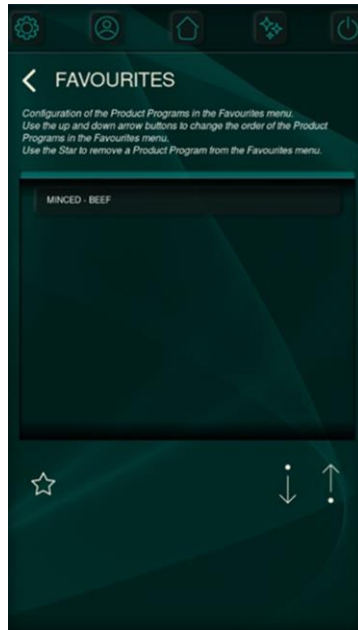 FAVOURITES
Configuration of the Product Programs in the Favourites menu.
Use the up and down arrow buttons to change the order of the Product
Programs in the Favourites menu.
Use the Star to remove a Product Program from the Favourites menu.
MINCED - BEEF